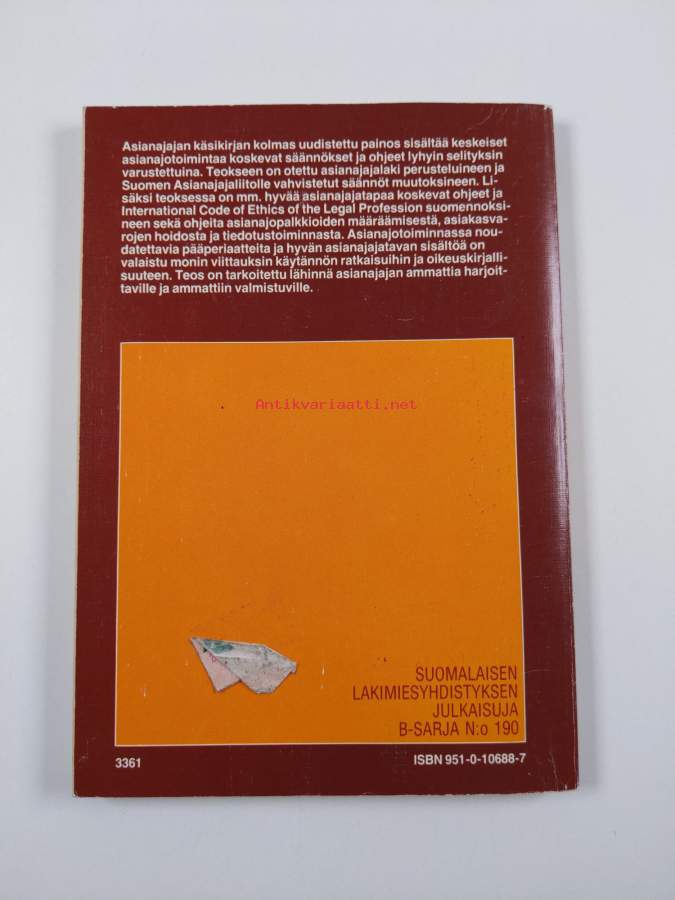 Asianajajan käsikirjan kolmas uudistettu painos sisältää keskeiset
asianajotoimintaa koskevat säännökset ja ohjeet lyhyin selityksin
varustettuina. Teokseen on otettu asianajajalaki perusteluineen ja
Suomen Asianajajaliitolle vahvistetut säännöt muutoksineen. Li-
säksi teoksessa on mm. hyvää asianajajatapaa koskevat ohjeet ja
International Code of Ethics of the Legal Profession suomennoksi-
neen sekä ohjeita asianajopalkkioiden määräämisestä, asiakasva-
rojen hoidosta ja tiedotustoiminnasta. Asianajotoiminnassa nou-
datettavia pääperiaatteita ja hyvän asianajajatavan sisältöä on
valaistu monin viittauksin käytännön ratkaisuihin ja oikeuskirjalli-
suuteen. Teos on tarkoitettu lähinnä asianajajan ammattia harjoit-
taville ja ammattiin valmistuville.
Antikvariaatti.net
SUOMALAISEN
LAKIMIESYHDISTYKSEN
JULKAISUJA
B-SARJA N:o 190
3361 ISBN 951-0-10688-7